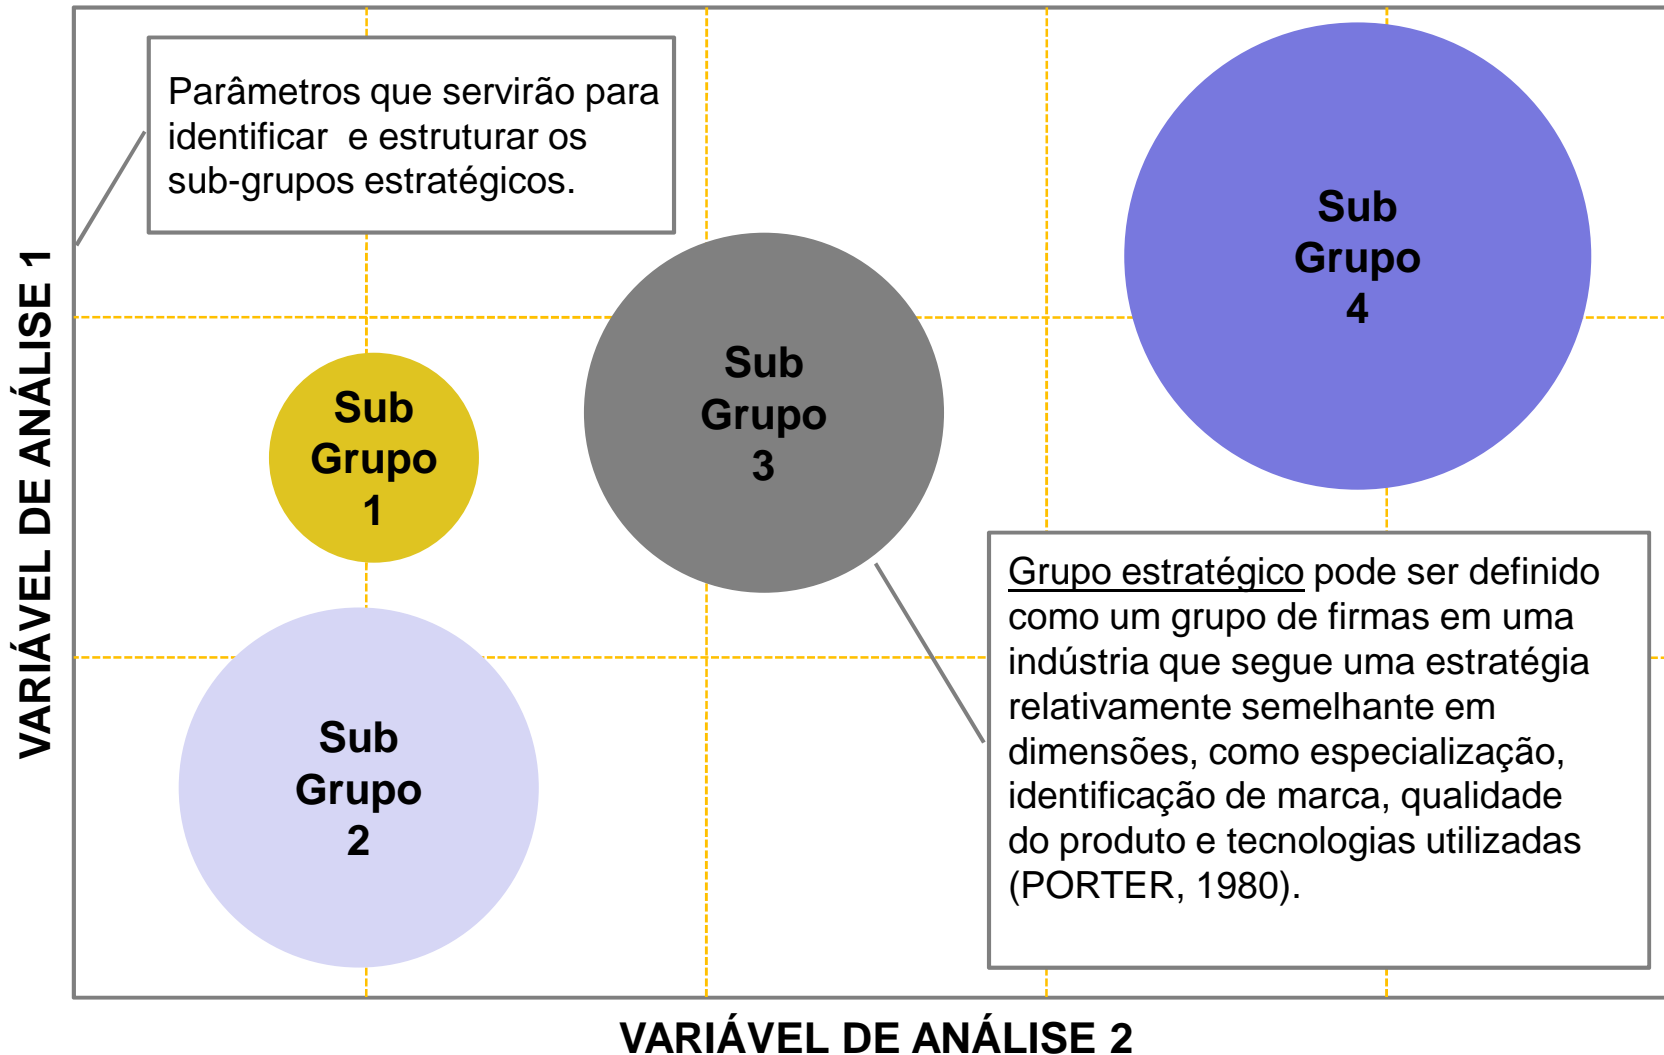 Parâmetros que servirão para
identificar e estruturar os
sub-grupos estratégicos.
Sub
Grupo
4
Sub
Grupo
3
Sub
Grupo
1
Sub
Grupo
2
Grupo estratégico pode ser definido
como um grupo de firmas em uma
indústria que segue uma estratégia
relativamente semelhante em
dimensões, como especialização,
identificação de marca, qualidade
do produto e tecnologias utilizadas
(PORTER, 1980).
VARIÁVEL DE ANÁLISE 1
VARIÁVEL DE ANÁLISE 2